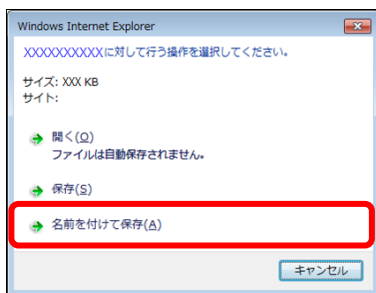 Windows Internet Explorer
XXXXXXXXXXに対して行う操作を選択してください。
サイズ: XXX KB
サイト:
開く(O)
ファイルは自動保存されません。
保存(S)
名前を付けて保存(A)
キャンセル